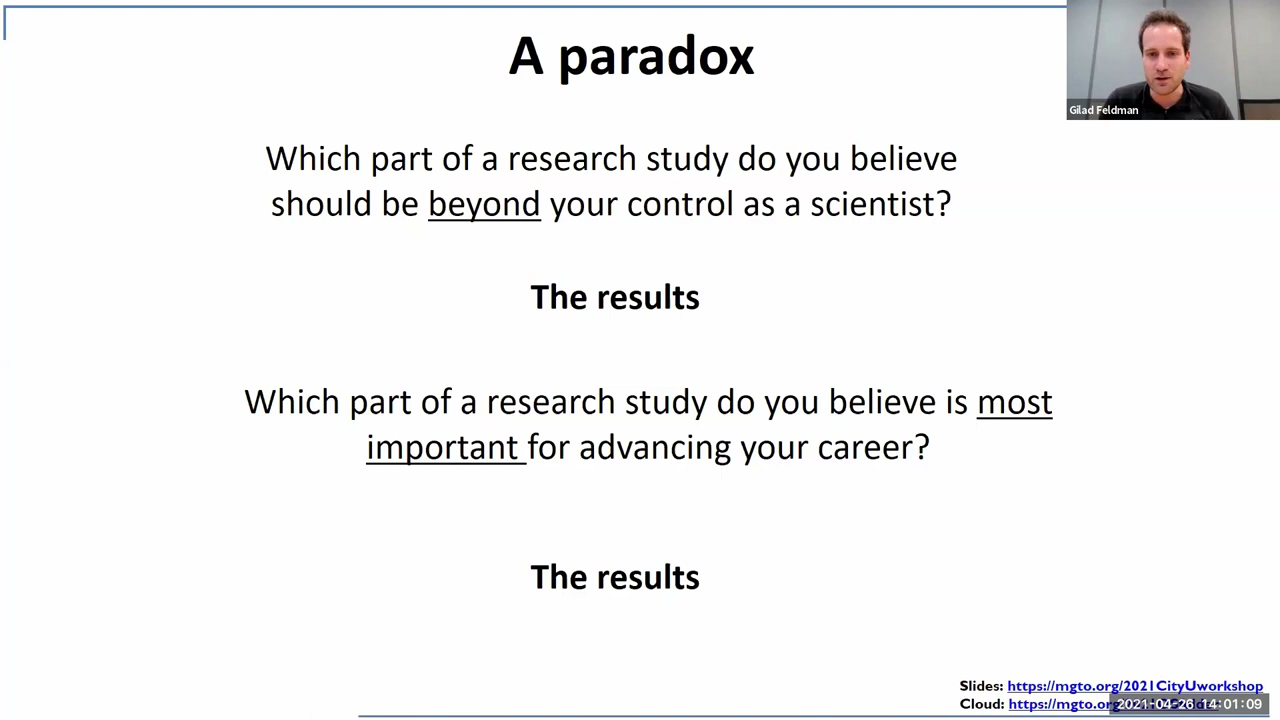 A paradox
Gilad Feldman
Which part of a research study do you believe
should be beyond your control as a scientist?
The results
Which part of a research study do you believe is most
important for advancing your career?
The results
Slides: https://mgto.org/2021CityUworkshop
Cloud: https://mgto.org
2021-04-26 14:01:09